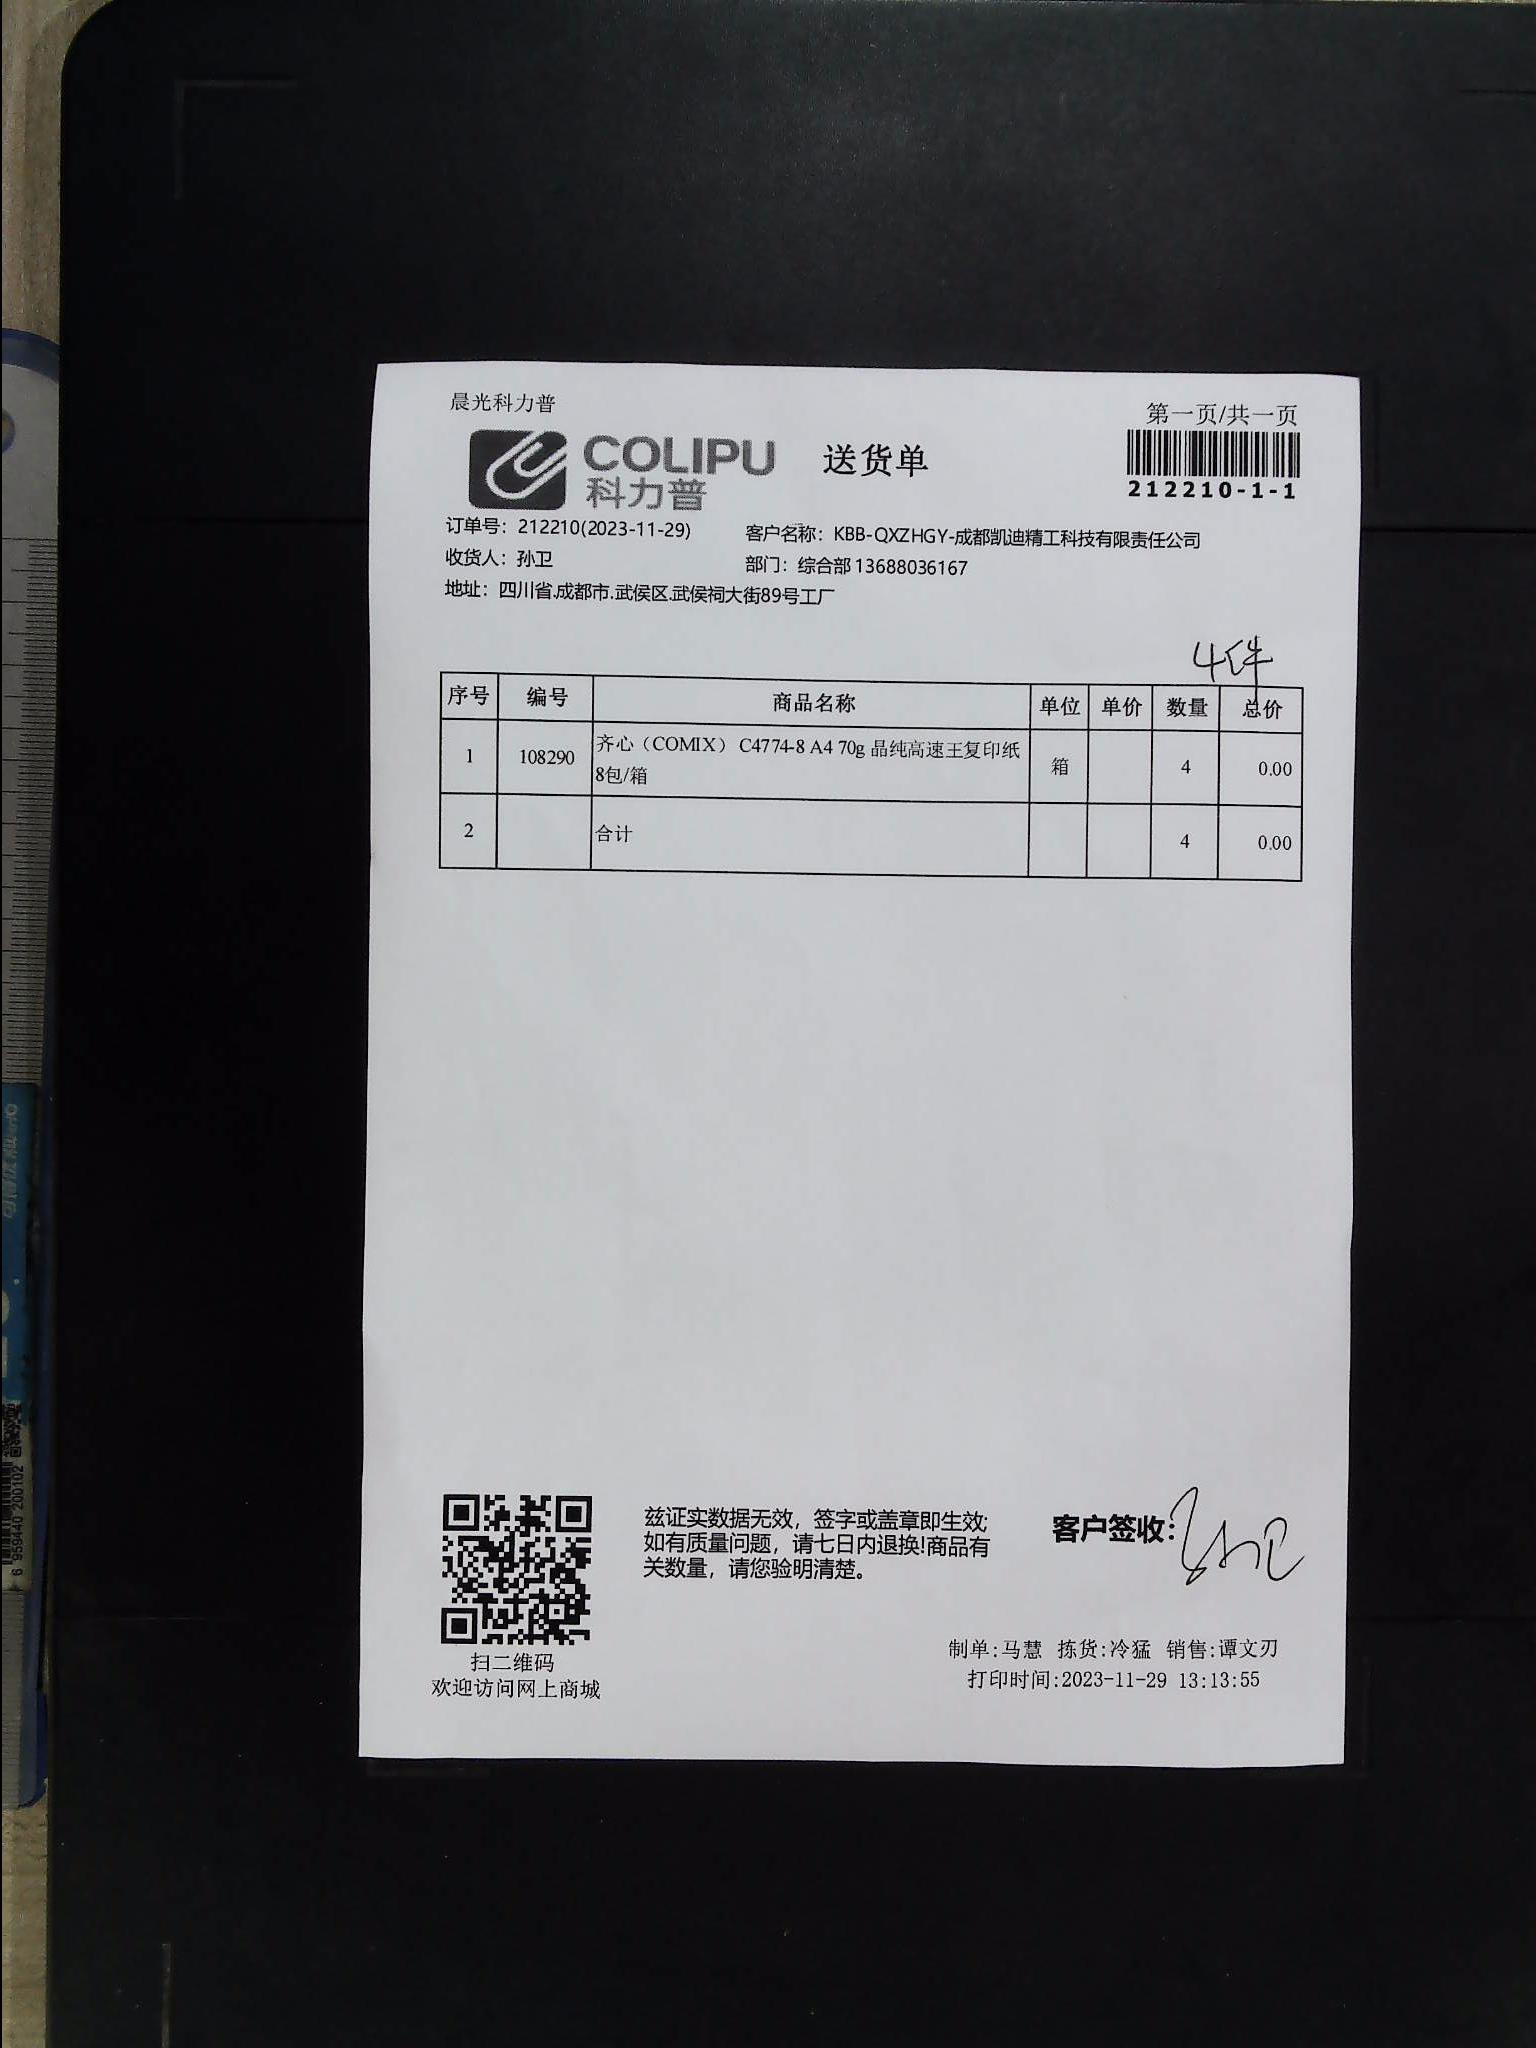 晨光科力普
第一页/共一页
COLIPU
科力普
送货单
212210-1-1
订单号：212210(2023-11-29)
客户名称：KBB-QXZHGY-成都凯迪精工科技有限责任公司
收货人：孙卫
部门：综合部 13688036167
地址：四川省.成都市.武侯区.武侯祠大街89号工厂
4件
序号 编号 商品名称 单位 单价 数量 总价
1 108290 齐心（COMIX） C4774-8 A4 70g 晶纯高速王复印纸 箱 4 0.00
8包/箱
2 合计 4 0.00
兹证实数据无效，签字或盖章即生效;
如有质量问题，请七日内退换!商品有
关数量，请您验明清楚。
客户签收：
扫二维码
欢迎访问网上商城
制单:马慧 拣货:冷猛 销售:谭文刃
打印时间:2023-11-29 13:13:55
6 959440 200102